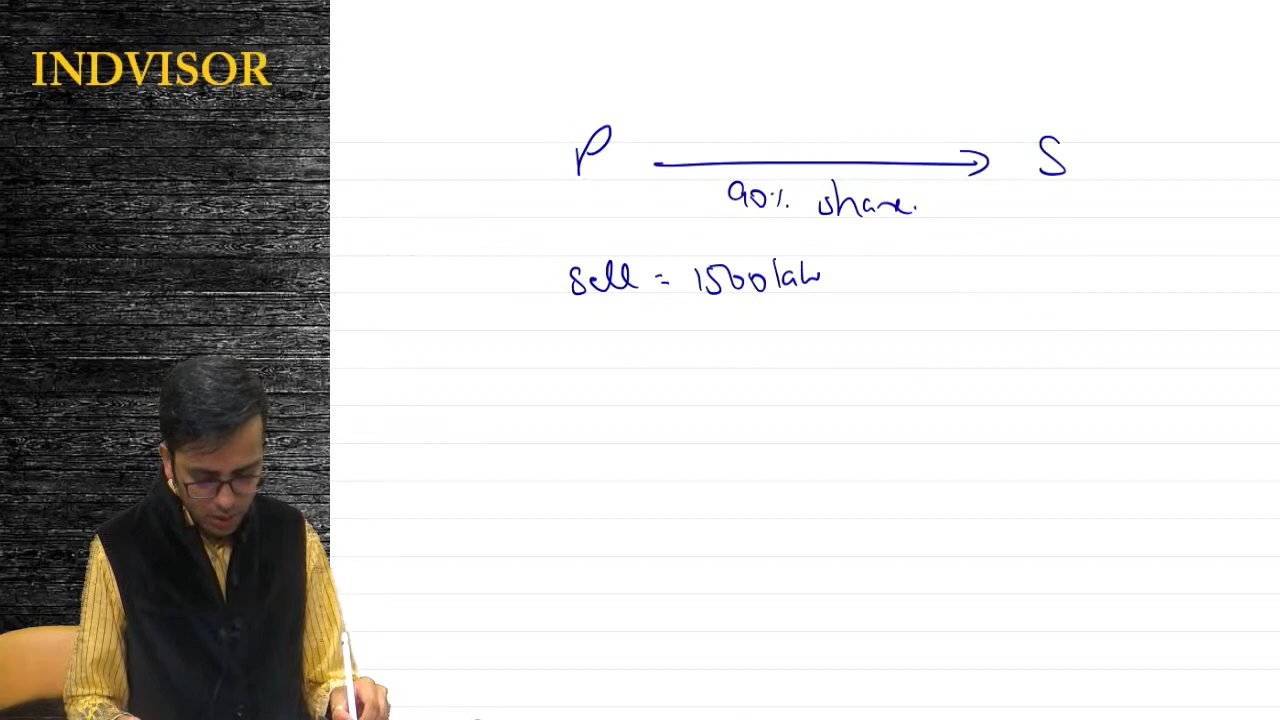 INDVISOR
P → S
90% share.
Sell = 1500 lakh